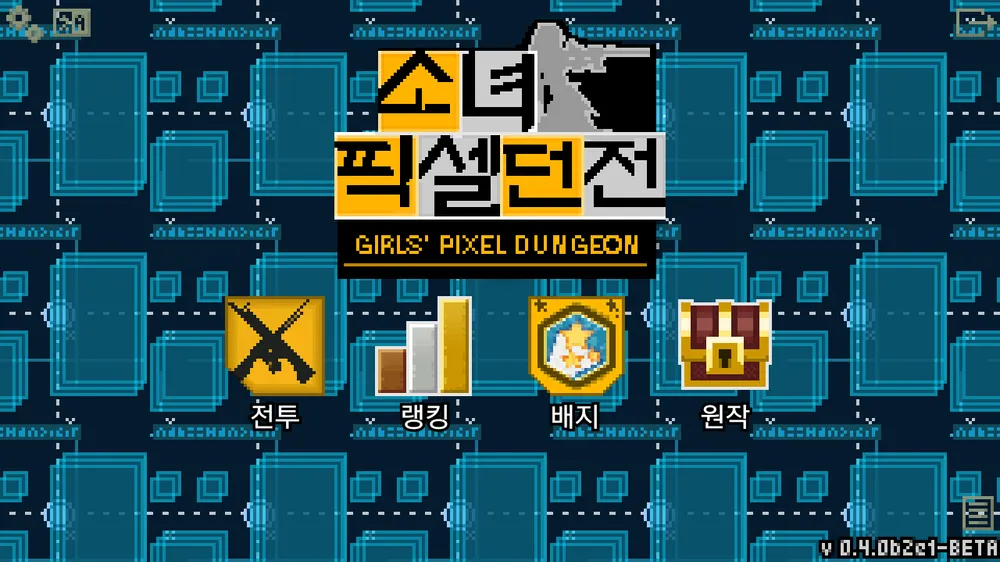 소녀
픽셀던전
GIRLS' PIXEL DUNGEON
전투
랭킹
배지
원작
v 0.4.0b2e1-BETA